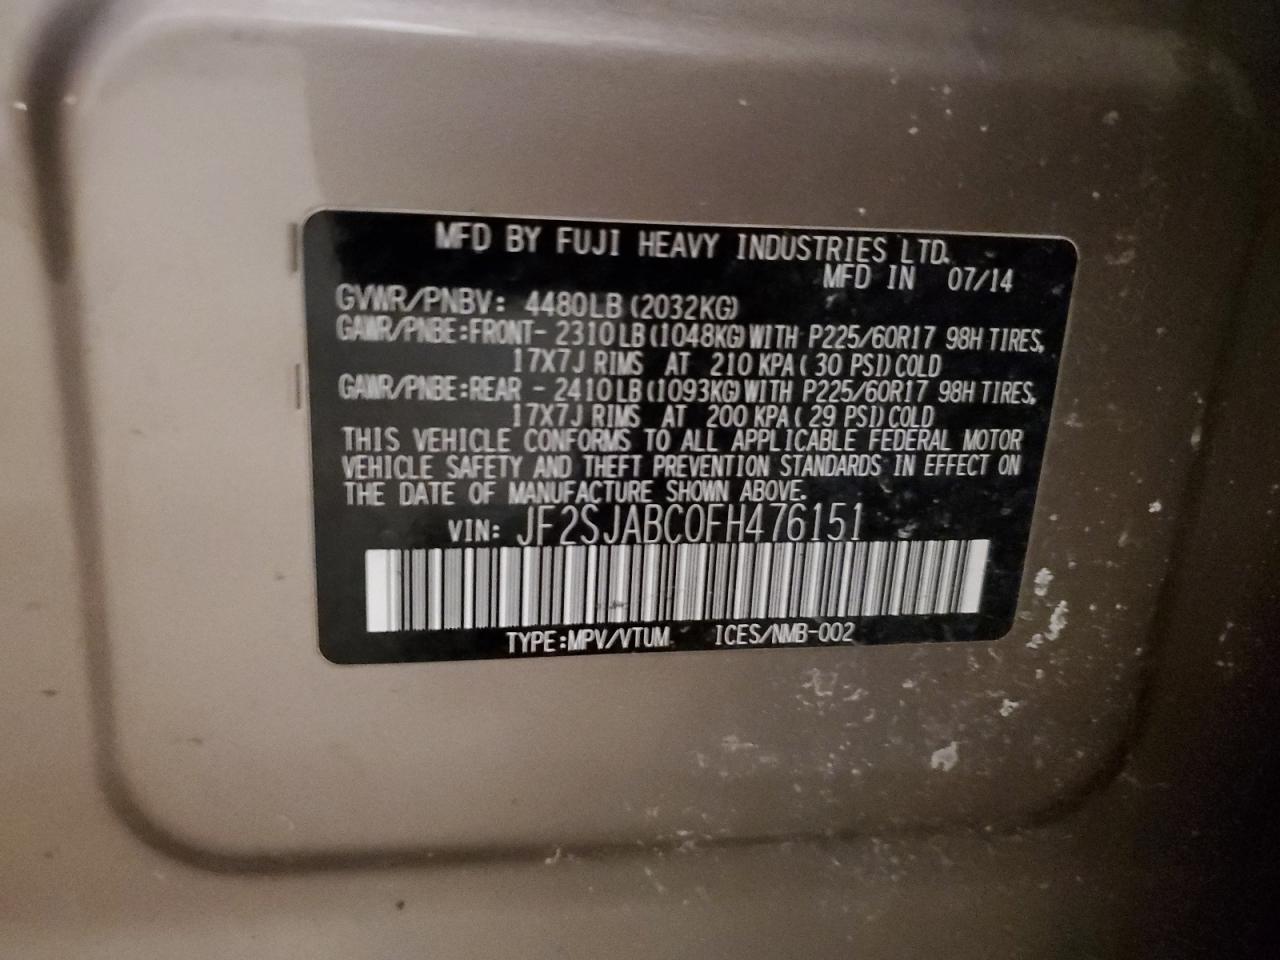 MFD BY FUJI HEAVY INDUSTRIES LTD.
MFD IN 07/14
GVWR/PNBV: 4480LB (2032KG)
GAWR/PNBE:FRONT- 2310LB (1048KG) WITH P225/60R17 98H TIRES,
17X7J RIMS AT 210 KPA( 30 PSI) COLD
GAWR/PNBE:REAR - 2410LB (1093KG) WITH P225/60R17 98H TIRES,
17X7J RIMS AT 200 KPA( 29 PSI) COLD
THIS VEHICLE CONFORMS TO ALL APPLICABLE FEDERAL MOTOR
VEHICLE SAFETY AND THEFT PREVENTION STANDARDS IN EFFECT ON
THE DATE OF MANUFACTURE SHOWN ABOVE.
VIN: JF2SJABC0FH476151
TYPE:MPV/VTUM ICES/NMB-002